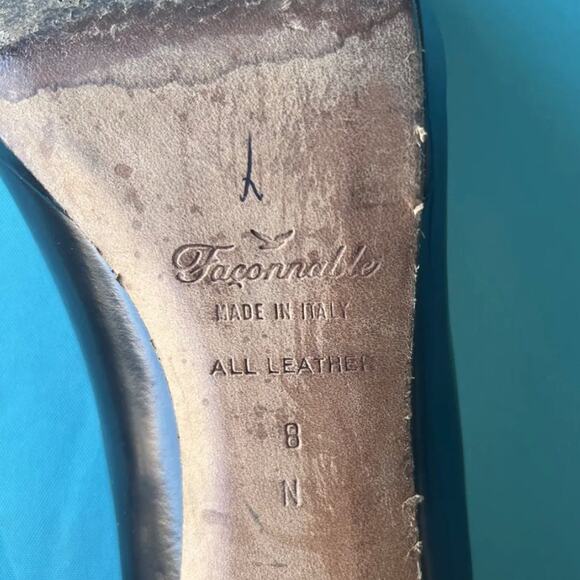 Façonnable
MADE IN ITALY
ALL LEATHER
8
N